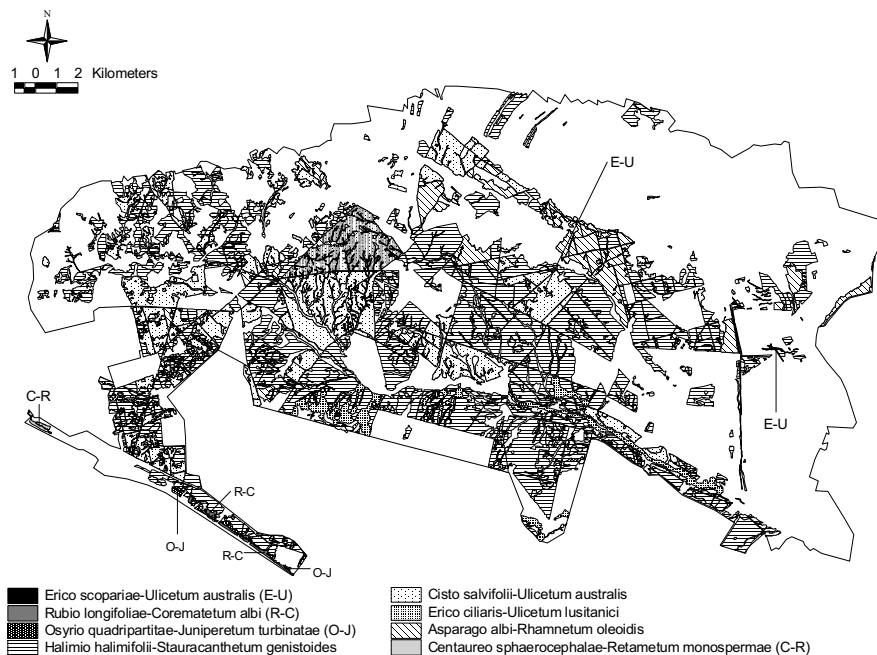 N
1 0 1 2 Kilometers
E-U
C-R
E-U
R-C
O-J
R-C
O-J
Erico scopariae-Ulicetum australis (E-U)
Rubio longifoliae-Corematetum albi (R-C)
Osyrio quadripartitae-Juniperetum turbinatae (O-J)
Halimio halimifolii-Stauracanthetum genistoides
Cisto salvifolii-Ulicetum australis
Erico ciliaris-Ulicetum lusitanici
Asparago albi-Rhamnetum oleoidis
Centaureo sphaerocephalae-Retametum monospermae (C-R)